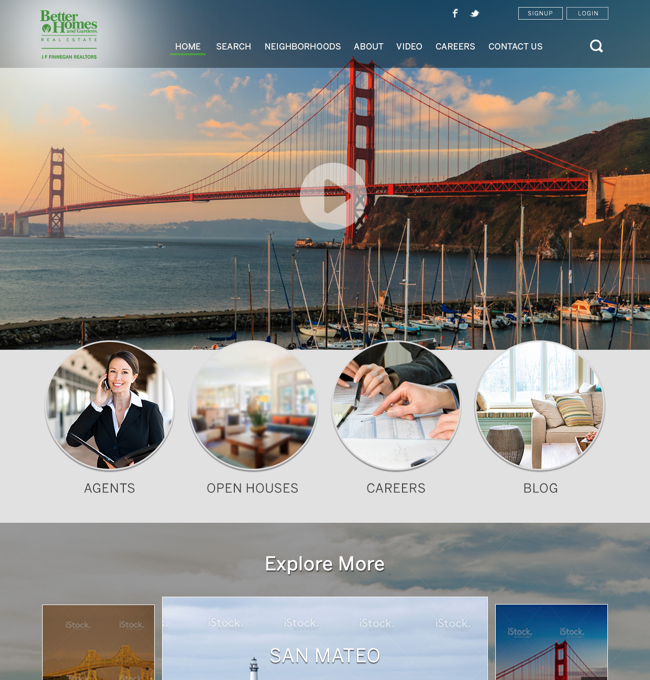 SIGNUP
LOGIN
Better
Homes
and Gardens
REAL ESTATE
J F FINNEGAN REALTORS
HOME SEARCH NEIGHBORHOODS ABOUT VIDEO CAREERS CONTACT US
AGENTS OPEN HOUSES CAREERS BLOG
Explore More
iStock. iStock. iStock. iStock. iStock. iStock. iStock. iStock.
SAN MATEO